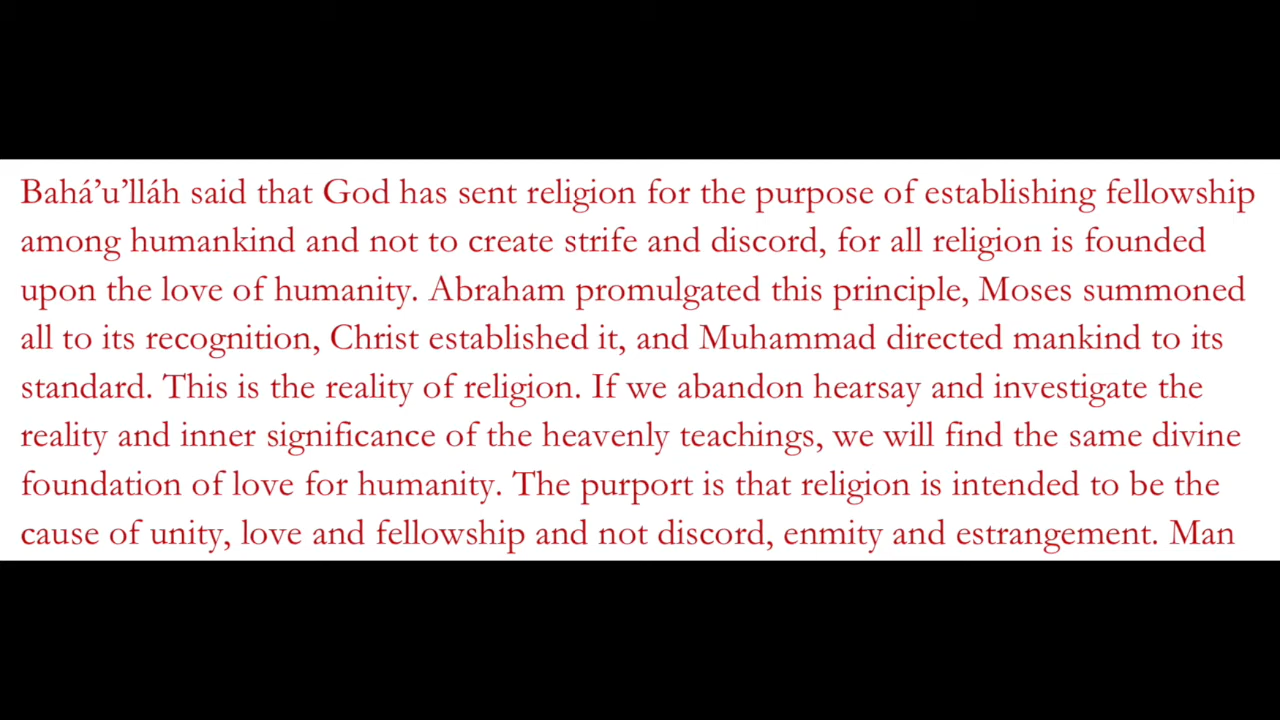 Bahá’u’lláh said that God has sent religion for the purpose of establishing fellowship
among humankind and not to create strife and discord, for all religion is founded
upon the love of humanity. Abraham promulgated this principle, Moses summoned
all to its recognition, Christ established it, and Muhammad directed mankind to its
standard. This is the reality of religion. If we abandon hearsay and investigate the
reality and inner significance of the heavenly teachings, we will find the same divine
foundation of love for humanity. The purport is that religion is intended to be the
cause of unity, love and fellowship and not discord, enmity and estrangement. Man